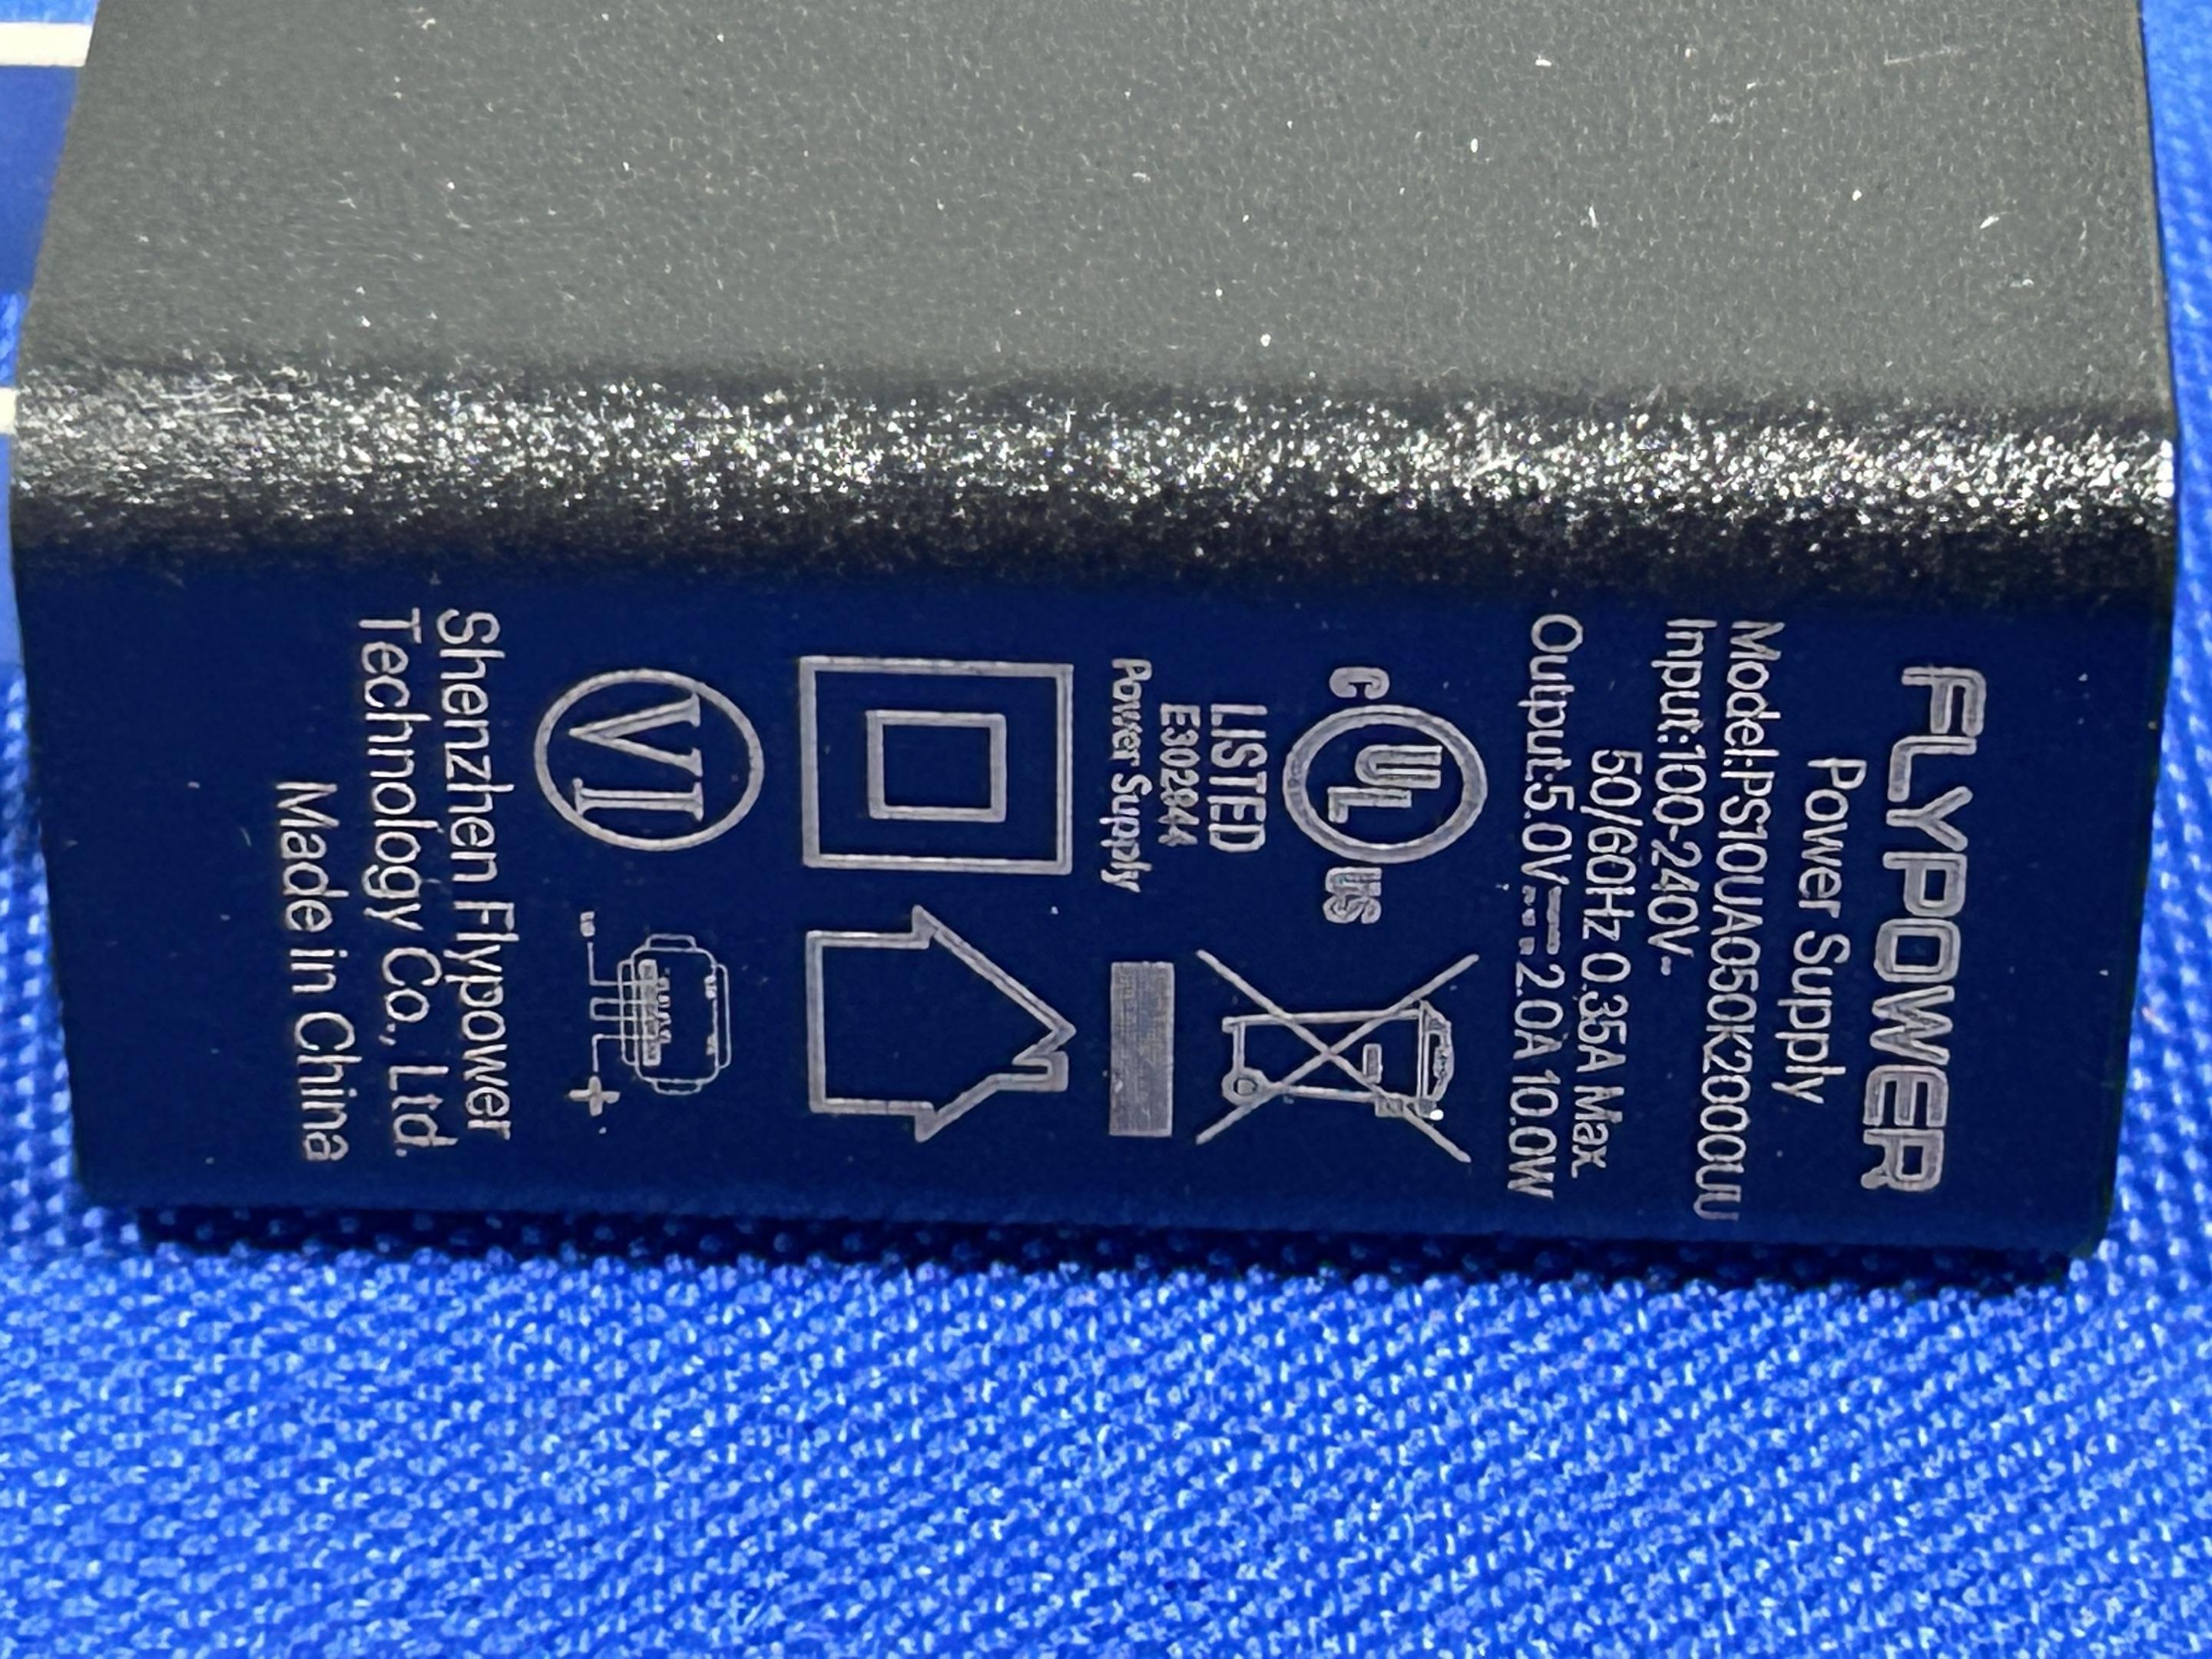 FLYPOWER
Power Supply
Model:PS10UA050K2000UU
Input:100-240V~
50/60Hz 0.35A Max.
Output:5.0V⎓2.0A 10.0W
C UL US
LISTED
E302844
Power Supply
VI
- +
Shenzhen Flypower
Technology Co., Ltd.
Made in China